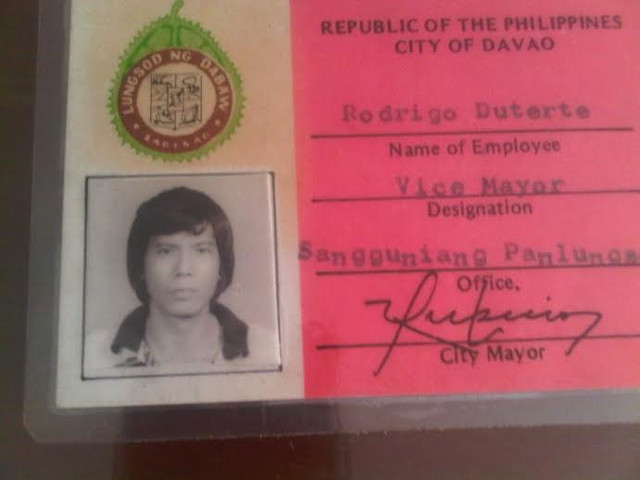 LUNGSOD NG DABAW
REPUBLIC OF THE PHILIPPINES
CITY OF DAVAO
Rodrigo Duterte
Name of Employee
Vice Mayor
Designation
Sangguniang Panlungs
Office.
City Mayor